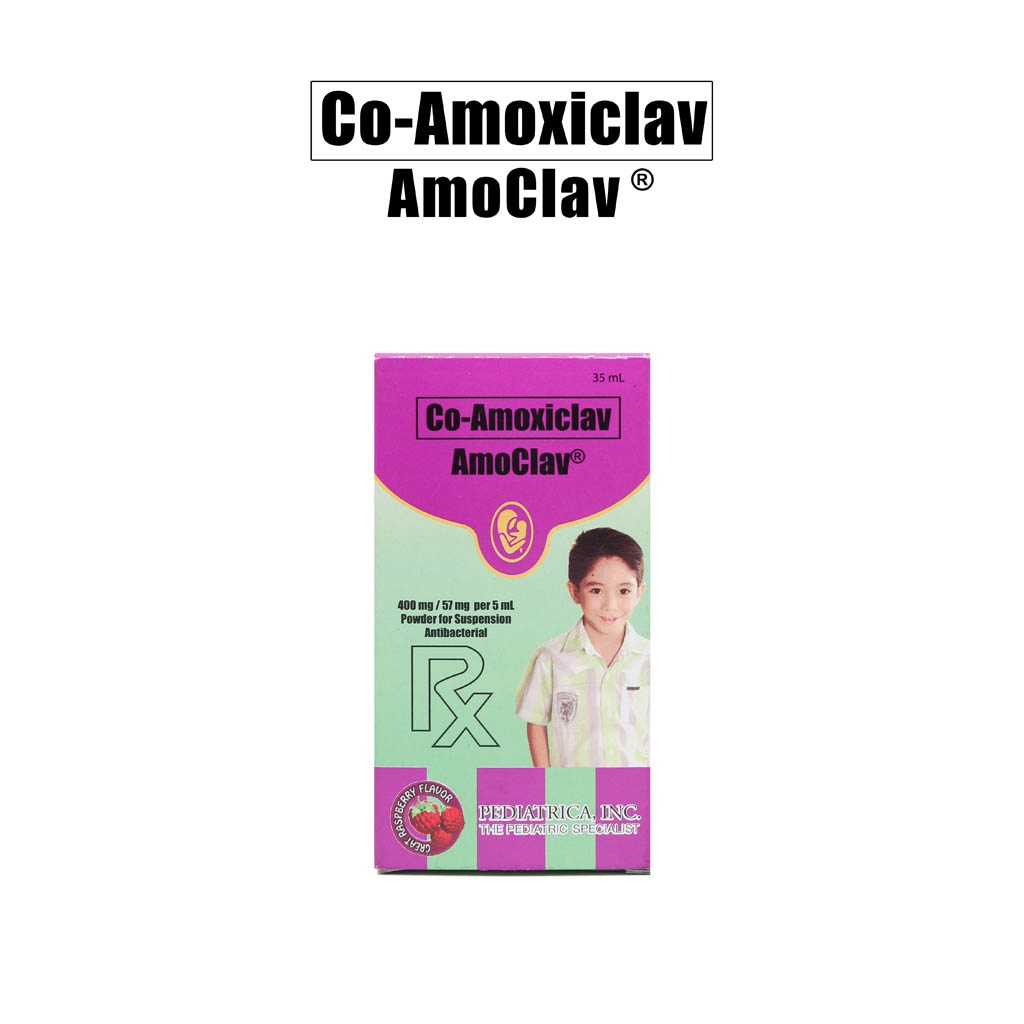 Co-Amoxiclav
AmoClav ®
35 mL
Co-Amoxiclav
AmoClav®
400 mg / 57 mg per 5 mL
Powder for Suspension
Antibacterial
Rx
GREAT RASPBERRY FLAVOR
PEDIATRICA, INC.
THE PEDIATRIC SPECIALIST